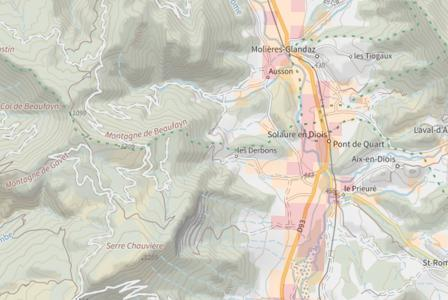 Molières-Glandaz
les Tiogaux
Ausson
Col de Beaufayn
Montagne de Beaufayn
Solaure en Diois
Laval-d'A
Pont de Quart
les Derbons
Aix-en-Diois
Montagne de Gavet
le Prieuré
D93
Serre Chauvière
St-Rom